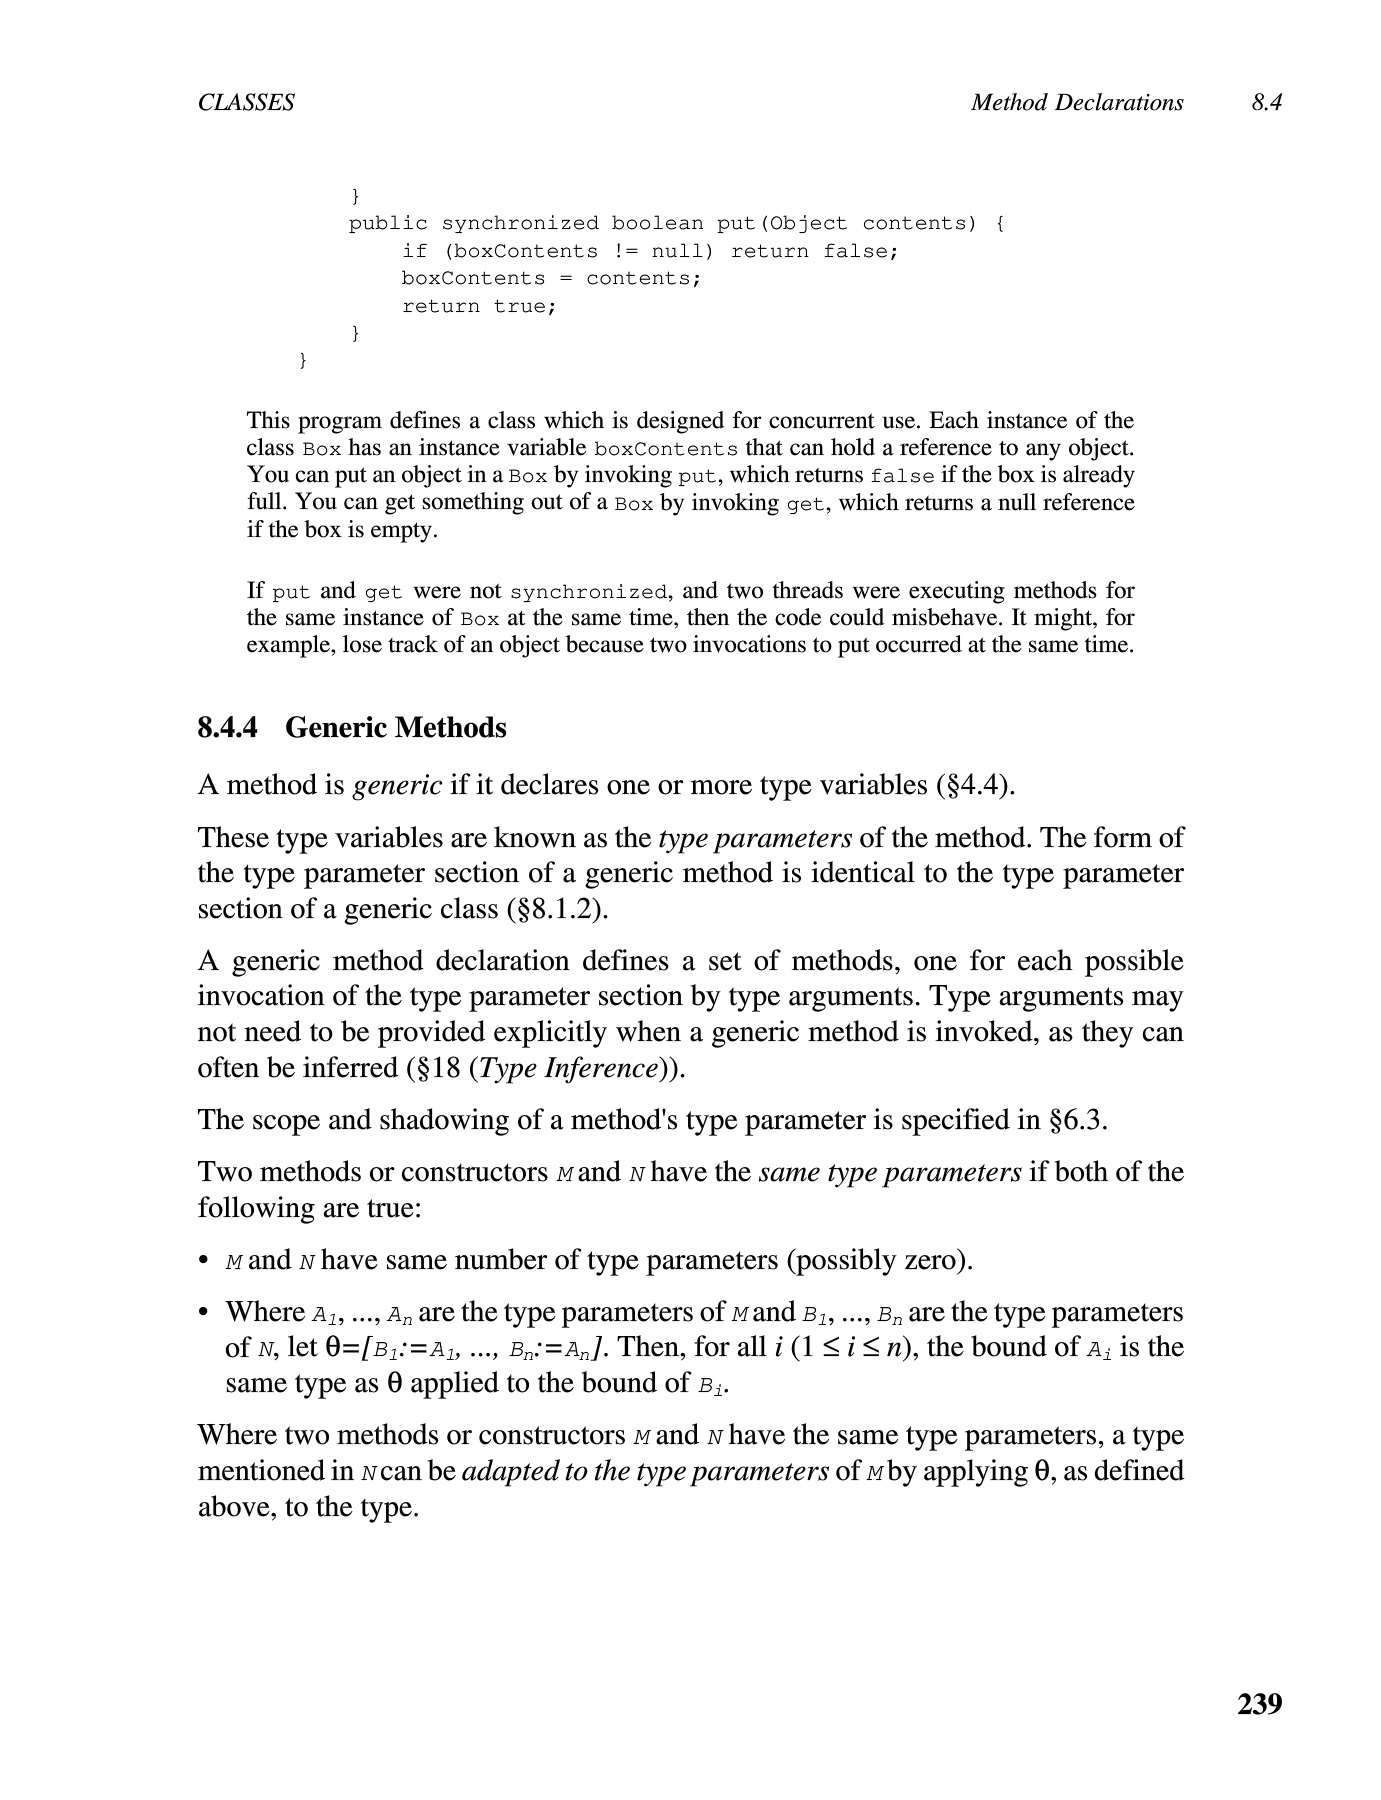 CLASSES Method Declarations 8.4
}
public synchronized boolean put(Object contents) {
if (boxContents != null) return false;
boxContents = contents;
return true;
}
}
This program defines a class which is designed for concurrent use. Each instance of the
class Box has an instance variable boxContents that can hold a reference to any object.
You can put an object in a Box by invoking put, which returns false if the box is already
full. You can get something out of a Box by invoking get, which returns a null reference
if the box is empty.
If put and get were not synchronized, and two threads were executing methods for
the same instance of Box at the same time, then the code could misbehave. It might, for
example, lose track of an object because two invocations to put occurred at the same time.
8.4.4 Generic Methods
A method is generic if it declares one or more type variables (§4.4).
These type variables are known as the type parameters of the method. The form of
the type parameter section of a generic method is identical to the type parameter
section of a generic class (§8.1.2).
A generic method declaration defines a set of methods, one for each possible
invocation of the type parameter section by type arguments. Type arguments may
not need to be provided explicitly when a generic method is invoked, as they can
often be inferred (§18 (Type Inference)).
The scope and shadowing of a method's type parameter is specified in §6.3.
Two methods or constructors M and N have the same type parameters if both of the
following are true:
• M and N have same number of type parameters (possibly zero).
• Where A1, ..., An are the type parameters of M and B1, ..., Bn are the type parameters
of N, let θ=[B1:=A1, ..., Bn:=An]. Then, for all i (1 ≤ i ≤ n), the bound of Ai is the
same type as θ applied to the bound of Bi.
Where two methods or constructors M and N have the same type parameters, a type
mentioned in N can be adapted to the type parameters of M by applying θ, as defined
above, to the type.
239